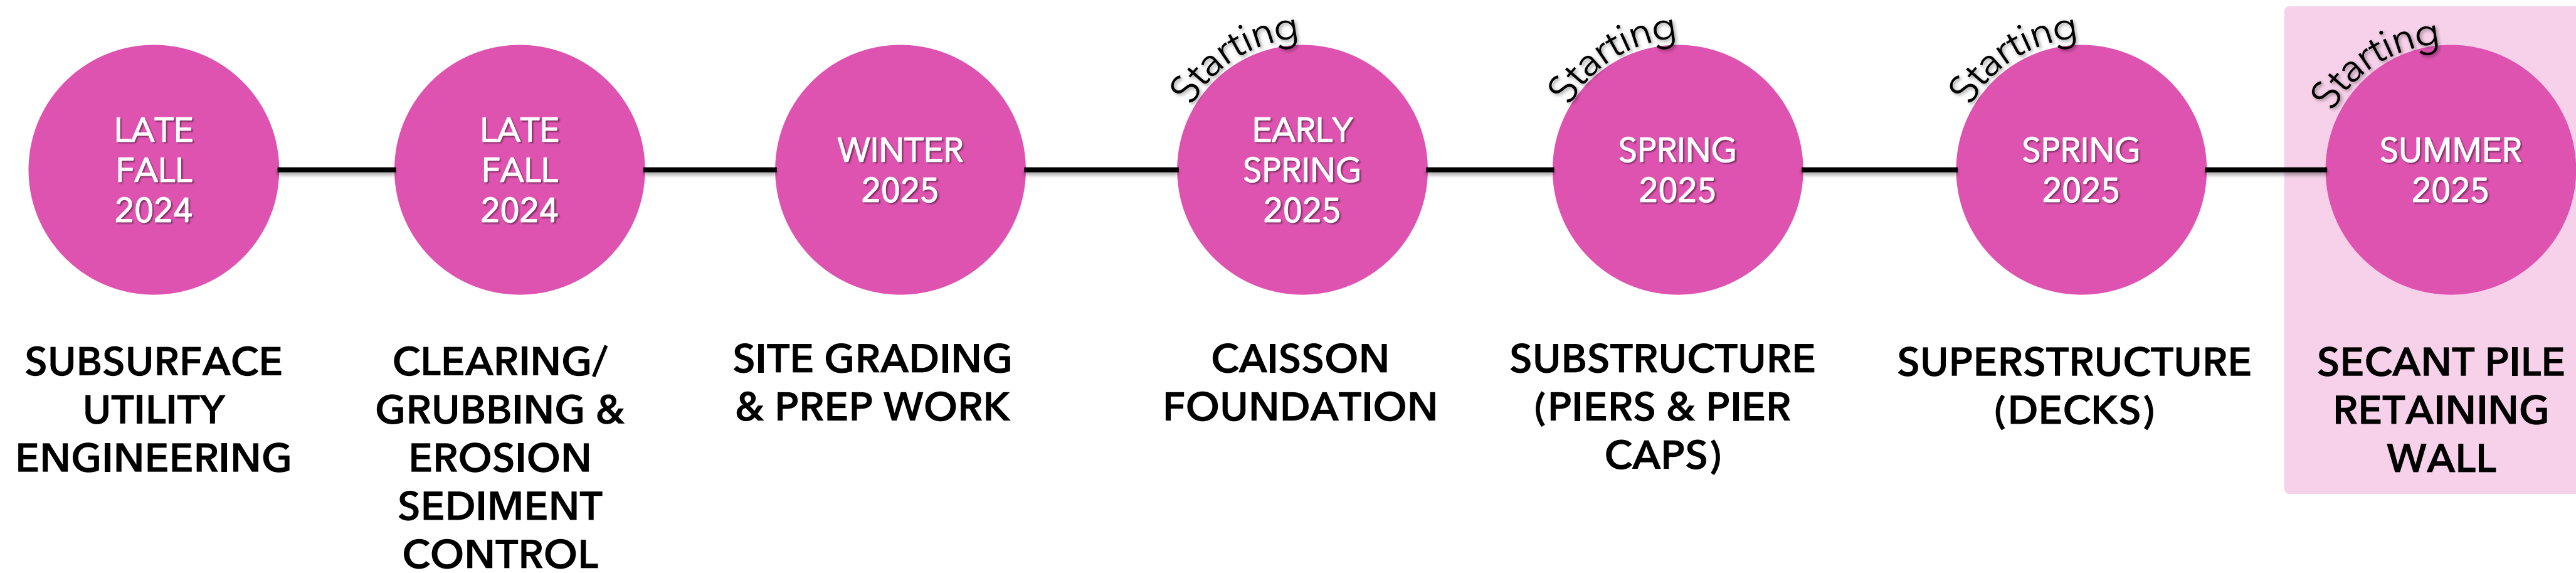 LATE
FALL
2024
SUBSURFACE
UTILITY
ENGINEERING
LATE
FALL
2024
CLEARING/
GRUBBING &
EROSION
SEDIMENT
CONTROL
WINTER
2025
SITE GRADING
& PREP WORK
Starting
EARLY
SPRING
2025
CAISSON
FOUNDATION
Starting
SPRING
2025
SUBSTRUCTURE
(PIERS & PIER
CAPS)
Starting
SPRING
2025
SUPERSTRUCTURE
(DECKS)
Starting
SUMMER
2025
SECANT PILE
RETAINING
WALL